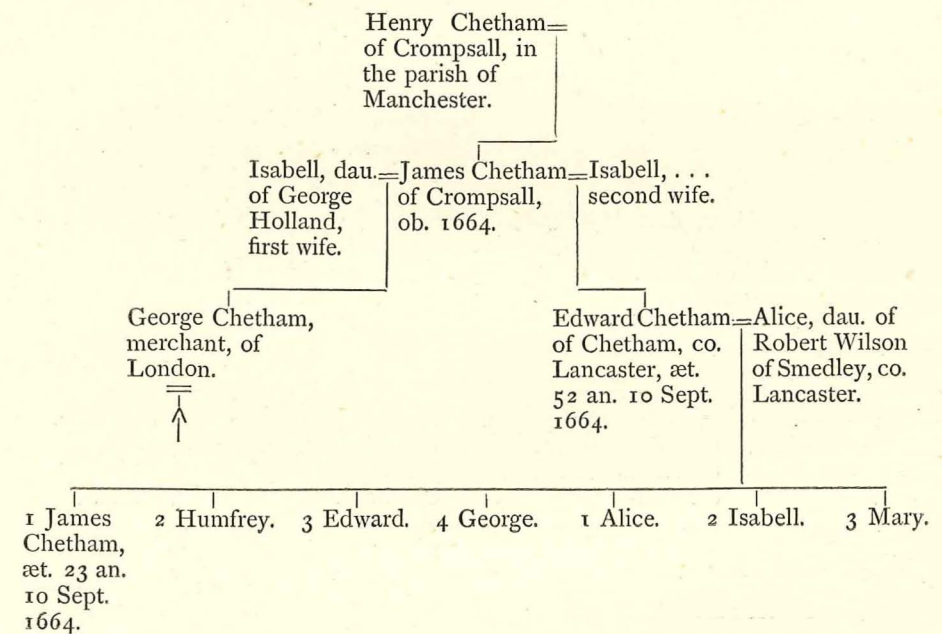 Henry Chetham=
of Crompsall, in
the parish of
Manchester.
Isabell, dau.=
of George
Holland,
first wife.
James Chetham=
of Crompsall,
ob. 1664.
Isabell, . . .
second wife.
George Chetham,
merchant, of
London.
=
Edward Chetham=
of Chetham, co.
Lancaster, æt.
52 an. 10 Sept.
1664.
Alice, dau. of
Robert Wilson
of Smedley, co.
Lancaster.
1 James
Chetham,
æt. 23 an.
10 Sept.
1664.
2 Humfrey.
3 Edward.
4 George.
1 Alice.
2 Isabell.
3 Mary.